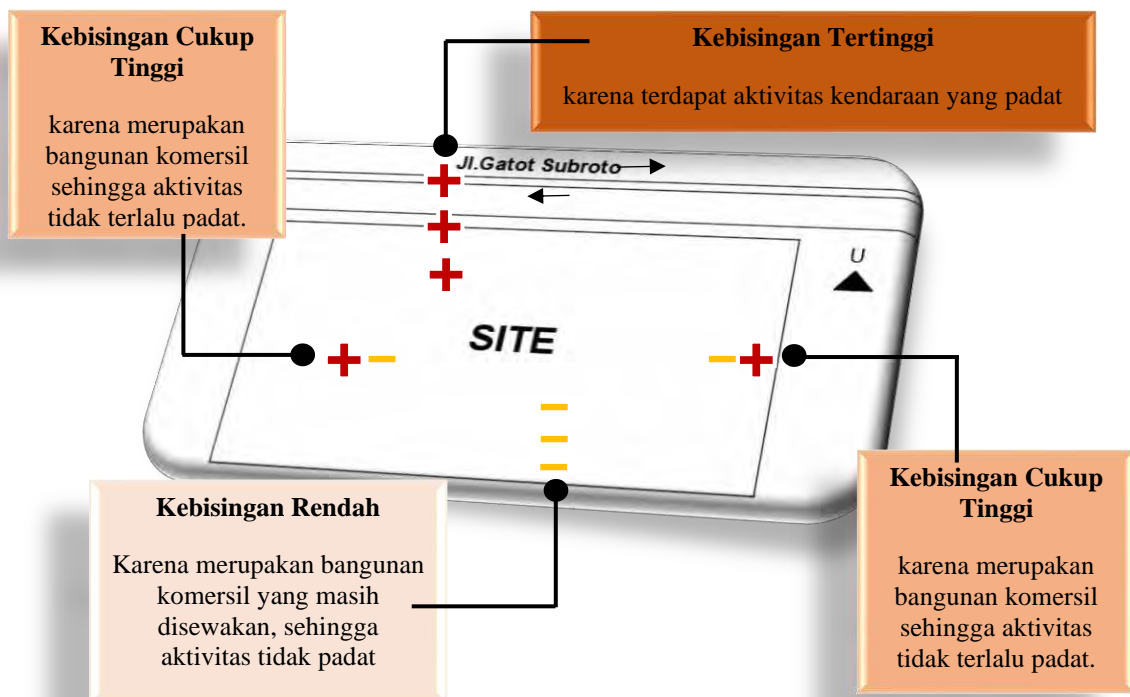 Kebisingan Cukup
Tinggi
karena merupakan
bangunan komersil
sehingga aktivitas
tidak terlalu padat.
Kebisingan Tertinggi
karena terdapat aktivitas kendaraan yang padat
Jl.Gatot Subroto
U
SITE
Kebisingan Rendah
Karena merupakan bangunan
komersil yang masih
disewakan, sehingga
aktivitas tidak padat
Kebisingan Cukup
Tinggi
karena merupakan
bangunan komersil
sehingga aktivitas
tidak terlalu padat.